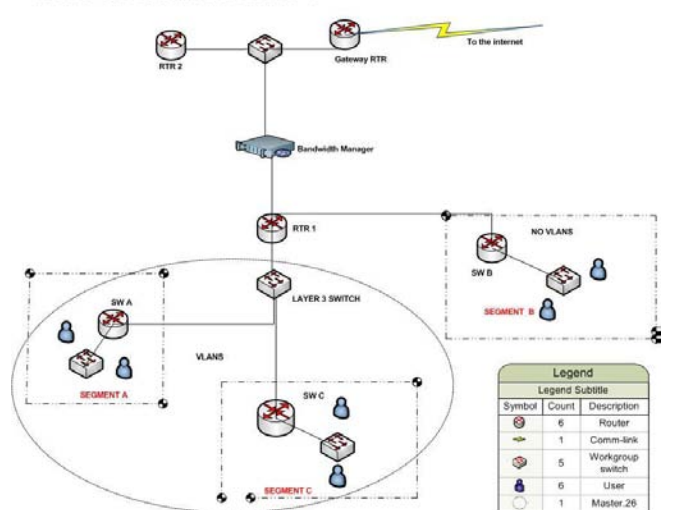 To the internet
Gateway RTR
RTR 2
Bandwidth Manager
RTR 1
NO VLANS
SW B
SEGMENT B
LAYER 3 SWITCH
SW A
VLANS
SEGMENT A
SW C
SEGMENT C
Legend
Legend Subtitle
Symbol Count Description
6 Router
1 Comm-link
5 Workgroup switch
6 User
1 Master.26